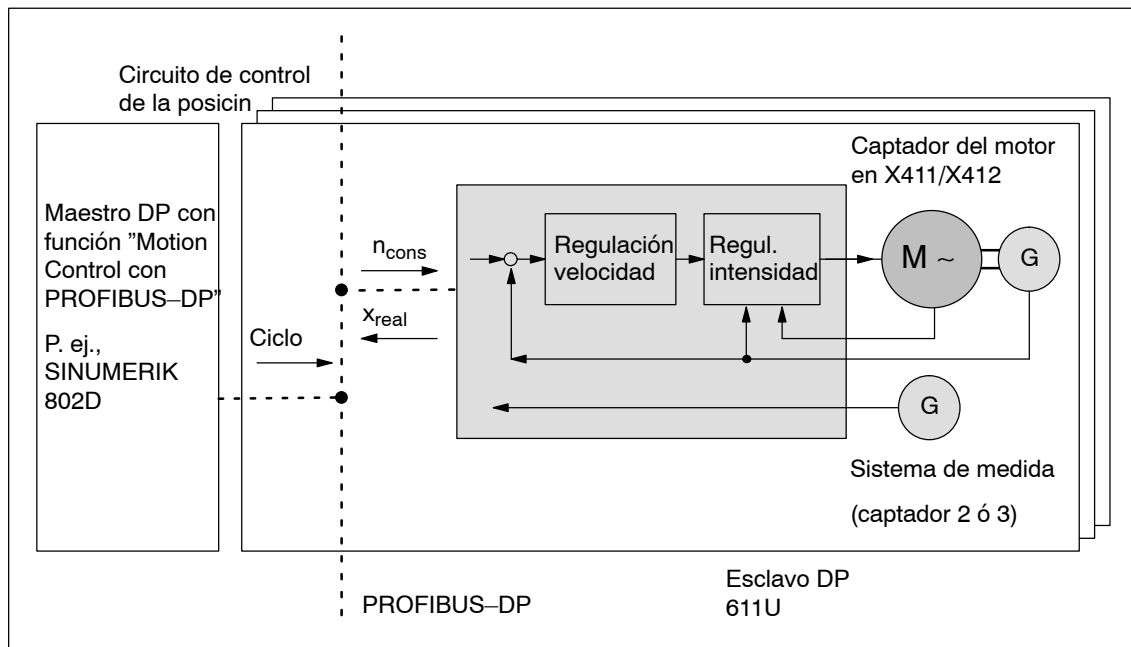 Circuito de control
de la posicin
Maestro DP con
función ”Motion
Control con
PROFIBUS–DP”
P. ej.,
SINUMERIK
802D
Ciclo
n_cons
x_real
Regulación
velocidad
Regul.
intensidad
Captador del motor
en X411/X412
M ~
G
G
Sistema de medida
(captador 2 ó 3)
PROFIBUS–DP
Esclavo DP
611U